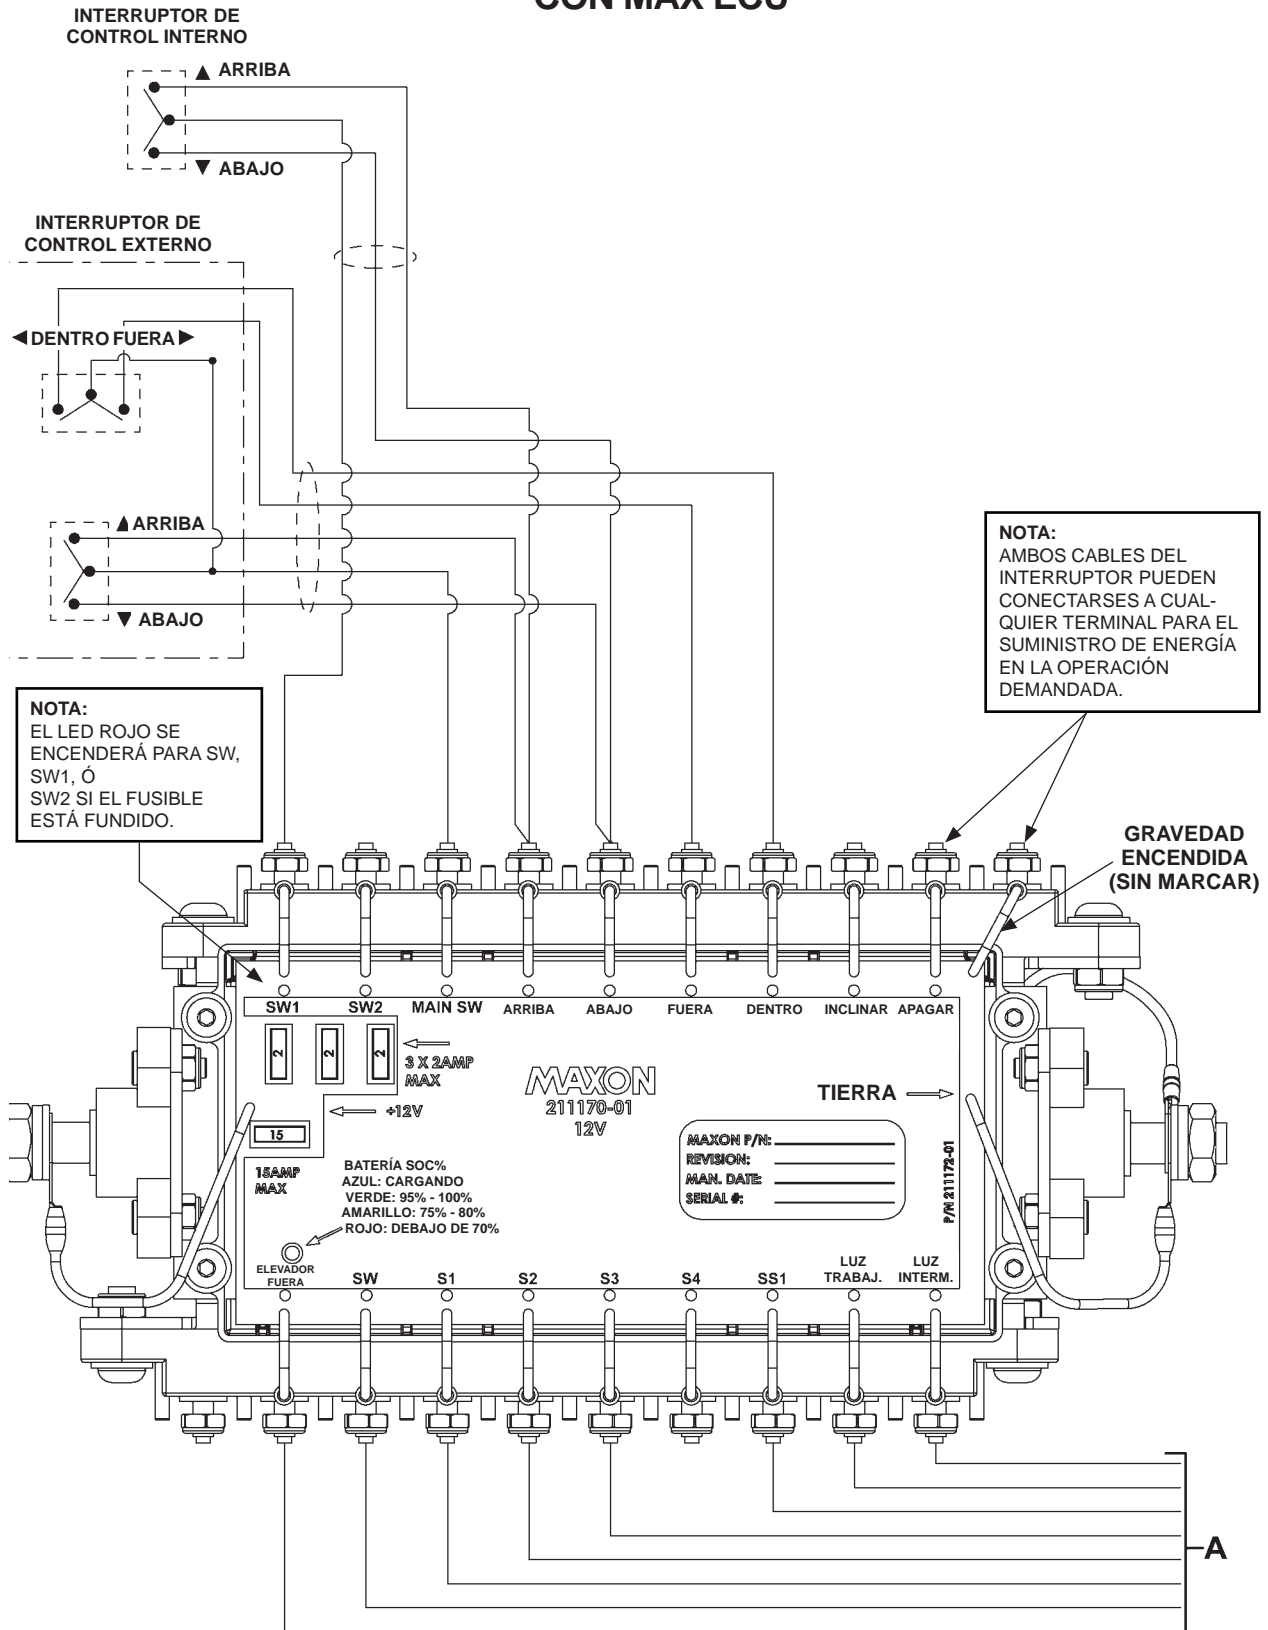 CON MAX ECU
INTERRUPTOR DE
CONTROL INTERNO
▲ ARRIBA
▼ ABAJO
INTERRUPTOR DE
CONTROL EXTERNO
◀ DENTRO FUERA ▶
▲ ARRIBA
▼ ABAJO
NOTA:
AMBOS CABLES DEL
INTERRUPTOR PUEDEN
CONECTARSES A CUAL-
QUIER TERMINAL PARA EL
SUMINISTRO DE ENERGÍA
EN LA OPERACIÓN
DEMANDADA.
NOTA:
EL LED ROJO SE
ENCENDERÁ PARA SW,
SW1, Ó
SW2 SI EL FUSIBLE
ESTÁ FUNDIDO.
GRAVEDAD
ENCENDIDA
(SIN MARCAR)
SW1 SW2 MAIN SW ARRIBA ABAJO FUERA DENTRO INCLINAR APAGAR
2 2 2
3 X 2AMP
MAX
+12V
15
15AMP
MAX
MAXON
211170-01
12V
TIERRA
MAXON P/N:
REVISION:
MAN. DATE:
SERIAL #:
P/N 211172-01
BATERÍA SOC%
AZUL: CARGANDO
VERDE: 95% - 100%
AMARILLO: 75% - 80%
ROJO: DEBAJO DE 70%
ELEVADOR
FUERA
SW S1 S2 S3 S4 SS1
LUZ
TRABAJ.
LUZ
INTERM.
A